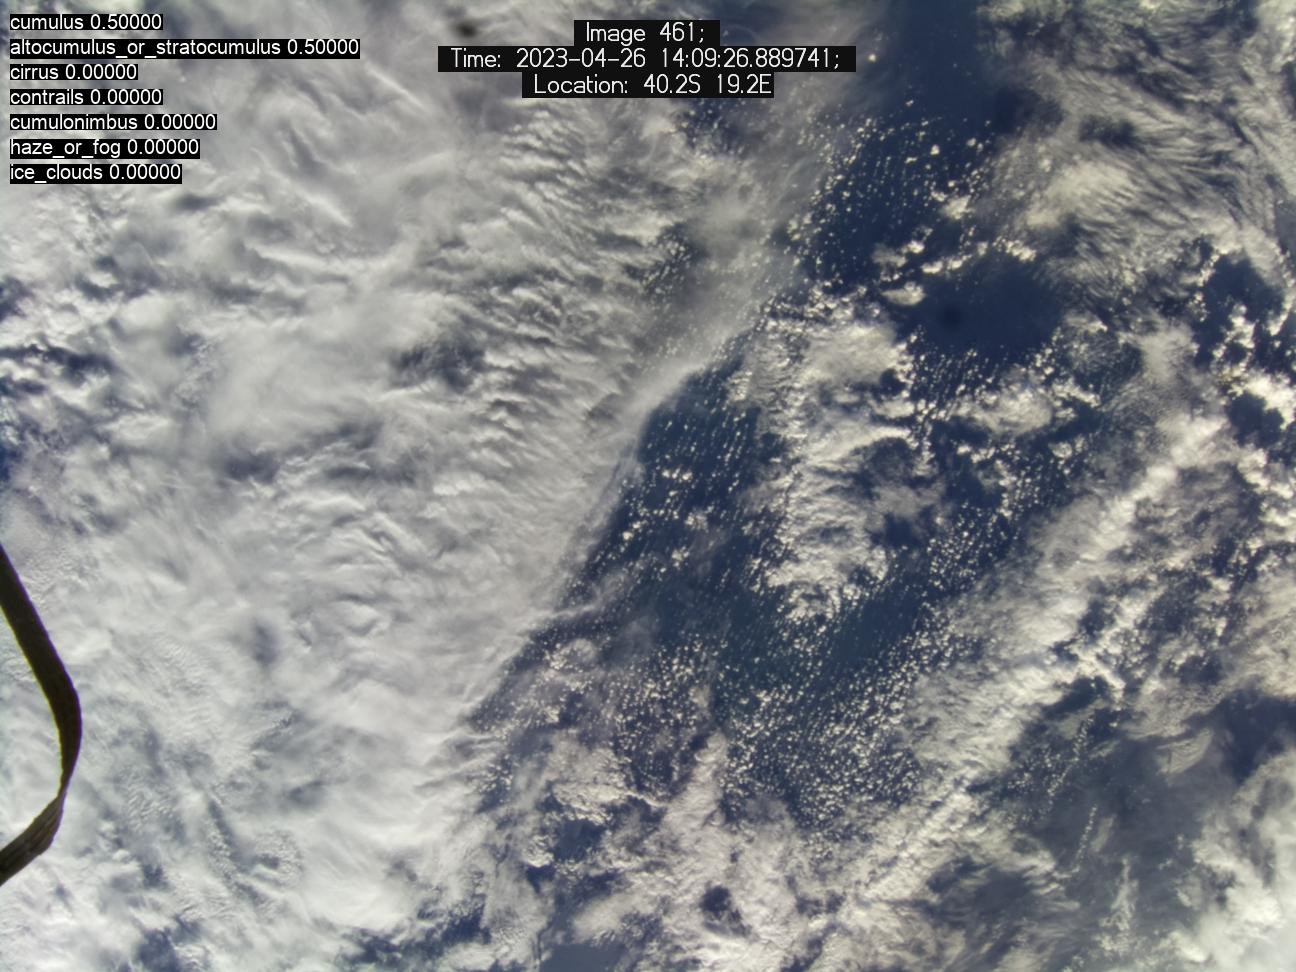 cumulus 0.50000
altocumulus_or_stratocumulus 0.50000
cirrus 0.00000
contrails 0.00000
cumulonimbus 0.00000
haze_or_fog 0.00000
ice_clouds 0.00000
Image 461;
Time: 2023-04-26 14:09:26.889741;
Location: 40.2S 19.2E